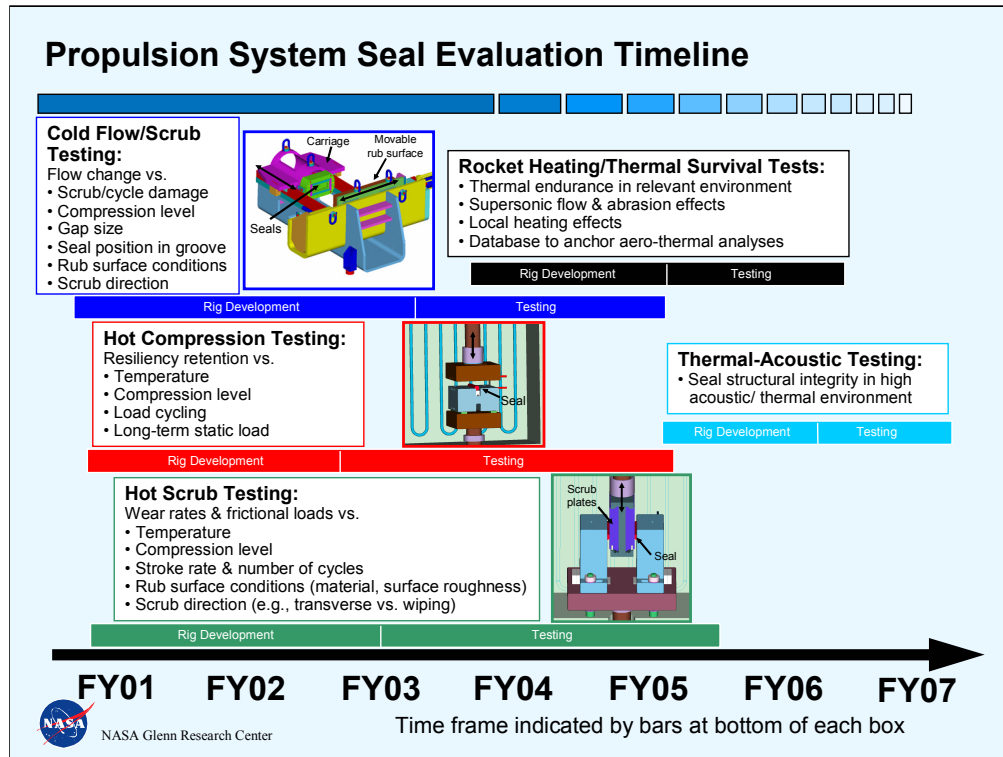 Propulsion System Seal Evaluation Timeline
Cold Flow/Scrub
Testing:
Flow change vs.
• Scrub/cycle damage
• Compression level
• Gap size
• Seal position in groove
• Rub surface conditions
• Scrub direction
Carriage
Movable
rub surface
Seals
Rig Development
Testing
Rocket Heating/Thermal Survival Tests:
• Thermal endurance in relevant environment
• Supersonic flow & abrasion effects
• Local heating effects
• Database to anchor aero-thermal analyses
Rig Development
Testing
Hot Compression Testing:
Resiliency retention vs.
• Temperature
• Compression level
• Load cycling
• Long-term static load
Seal
Rig Development
Testing
Thermal-Acoustic Testing:
• Seal structural integrity in high
acoustic/ thermal environment
Rig Development
Testing
Hot Scrub Testing:
Wear rates & frictional loads vs.
• Temperature
• Compression level
• Stroke rate & number of cycles
• Rub surface conditions (material, surface roughness)
• Scrub direction (e.g., transverse vs. wiping)
Scrub
plates
Seal
Rig Development
Testing
FY01 FY02 FY03 FY04 FY05 FY06 FY07
NASA
NASA Glenn Research Center
Time frame indicated by bars at bottom of each box